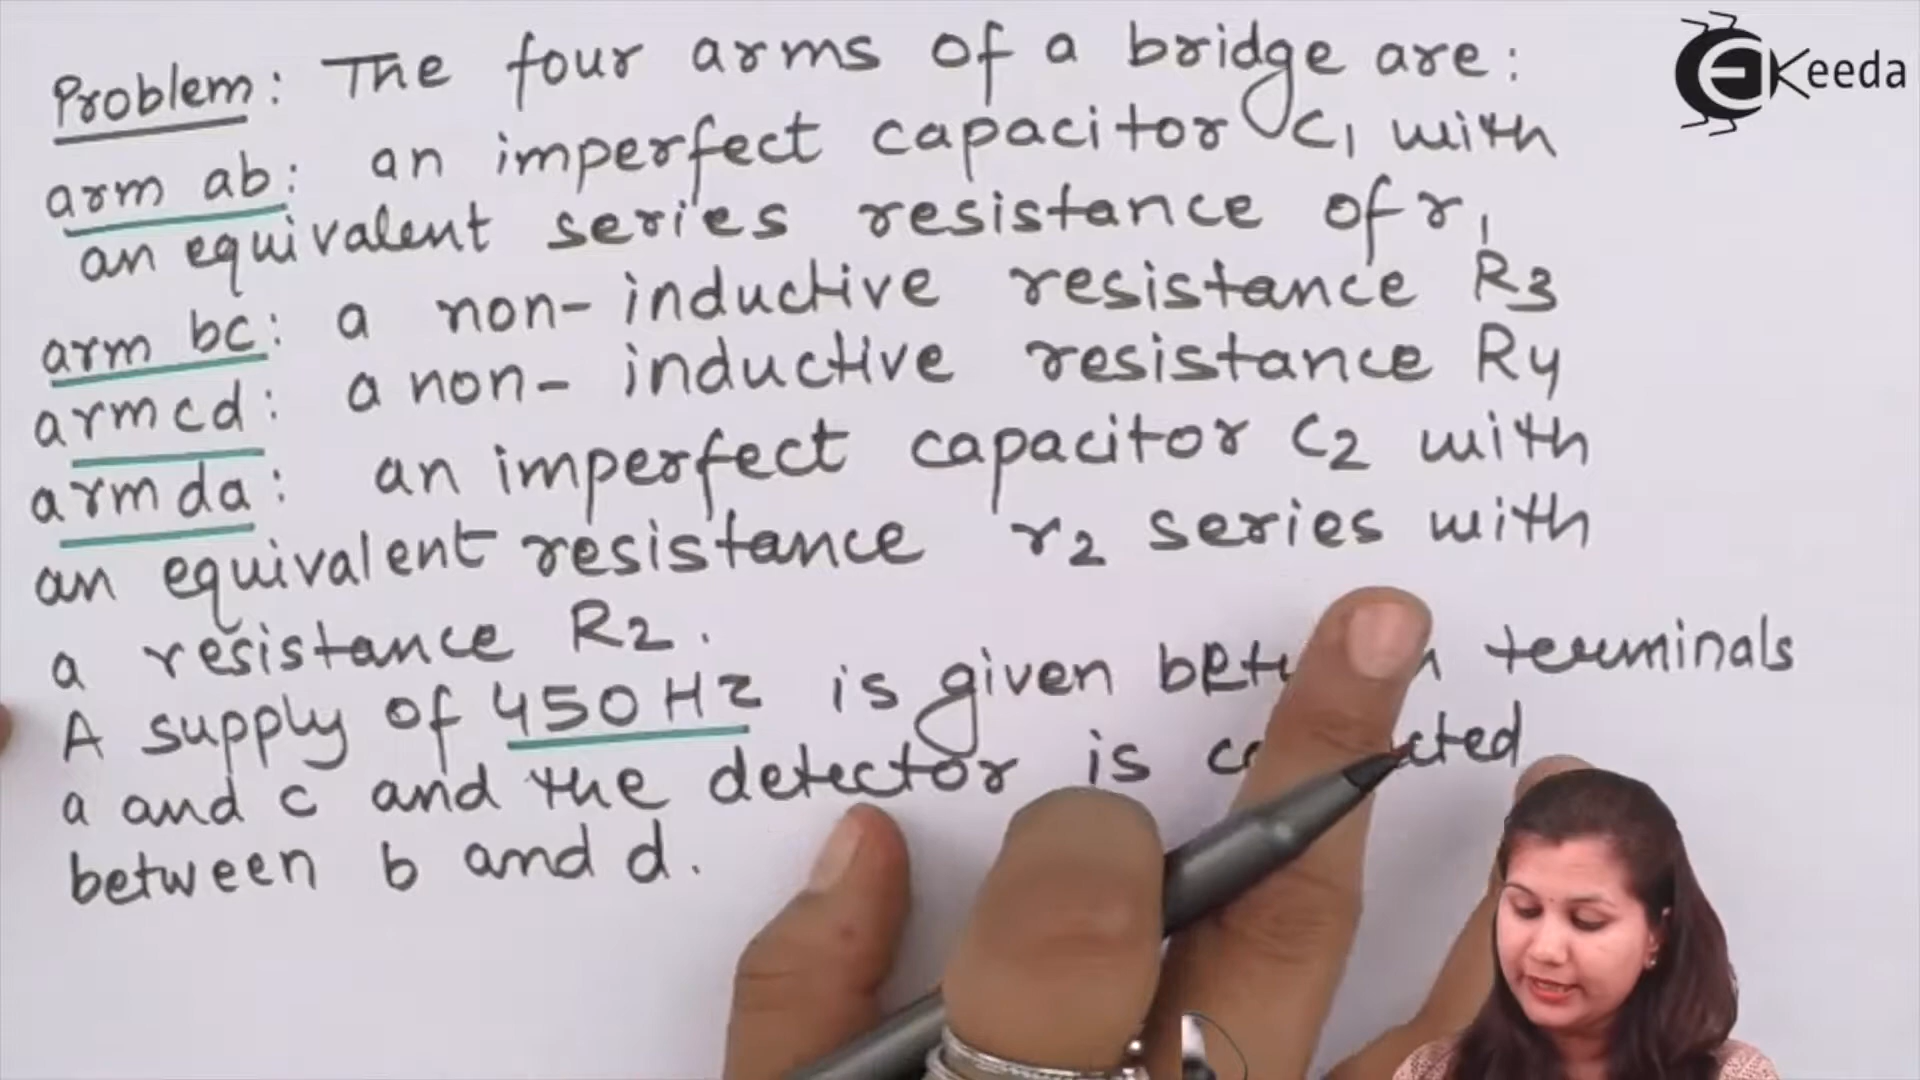 Problem: The four arms of a bridge are:
arm ab: an imperfect capacitor C1 with
an equivalent series resistance of r1
arm bc: a non-inductive resistance R3
arm cd: a non-inductive resistance R4
arm da: an imperfect capacitor C2 with
an equivalent resistance r2 series with
a resistance R2.
A supply of 450 Hz is given terminals
a and c and the detector is
between b and d.
EKeeda